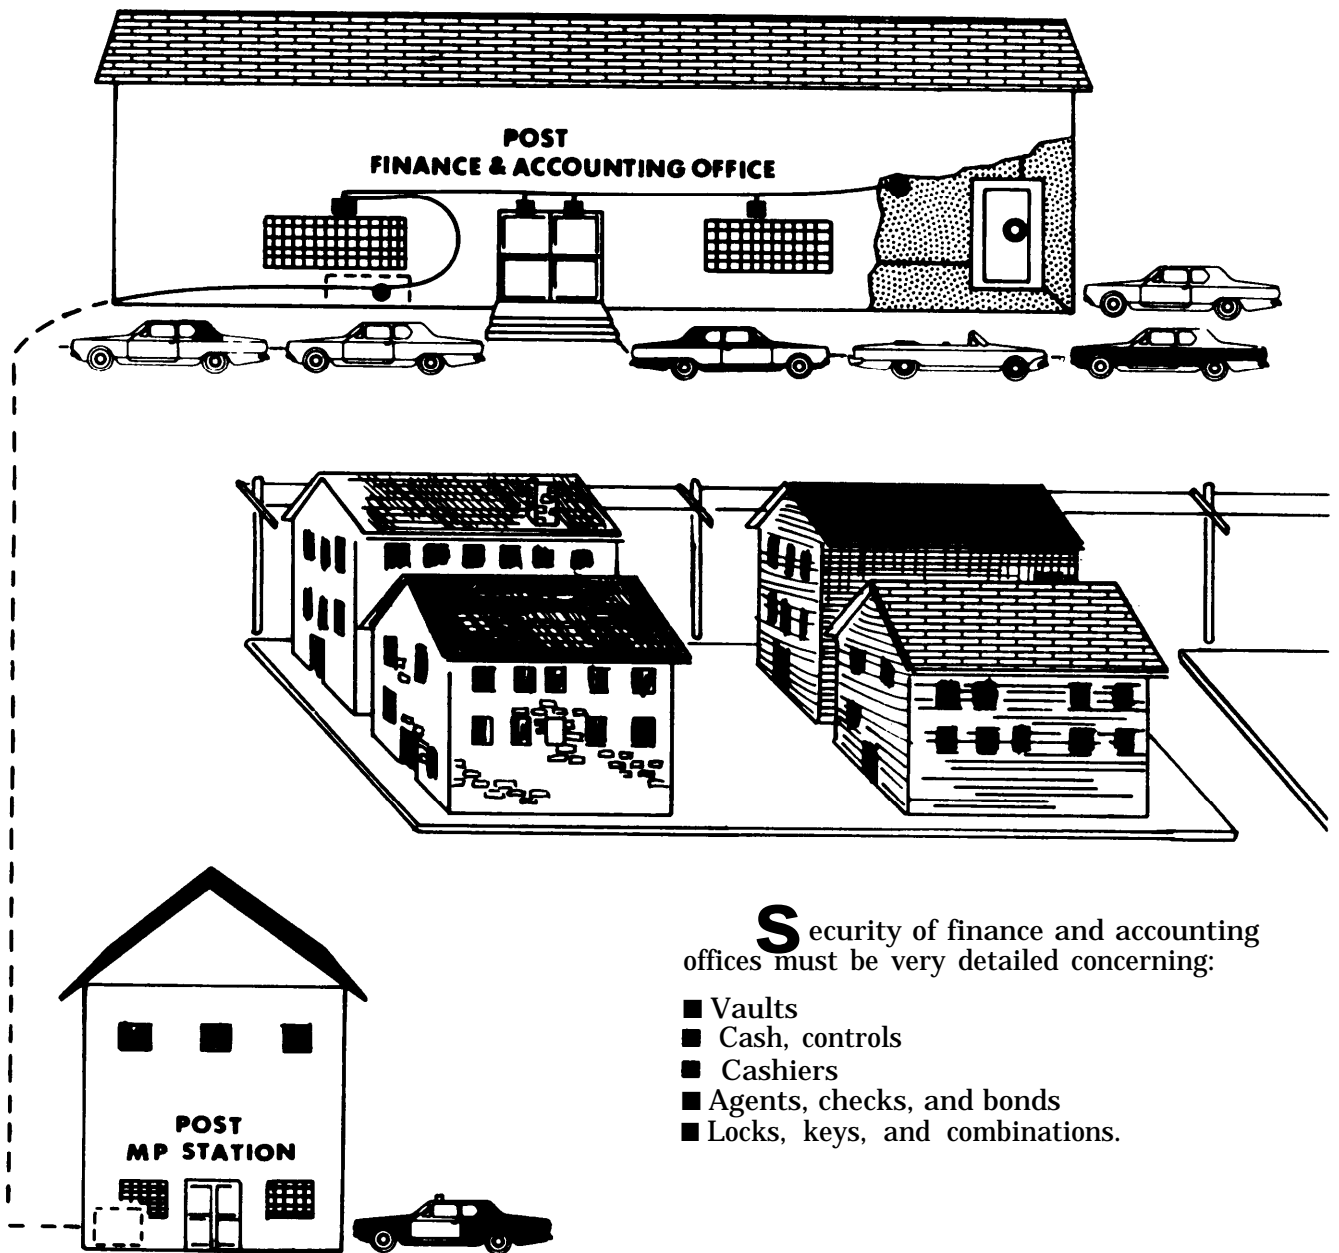 POST
FINANCE & ACCOUNTING OFFICE
Security of finance and accounting
offices must be very detailed concerning:
■ Vaults
■ Cash, controls
■ Cashiers
■ Agents, checks, and bonds
■ Locks, keys, and combinations.
POST
MP STATION